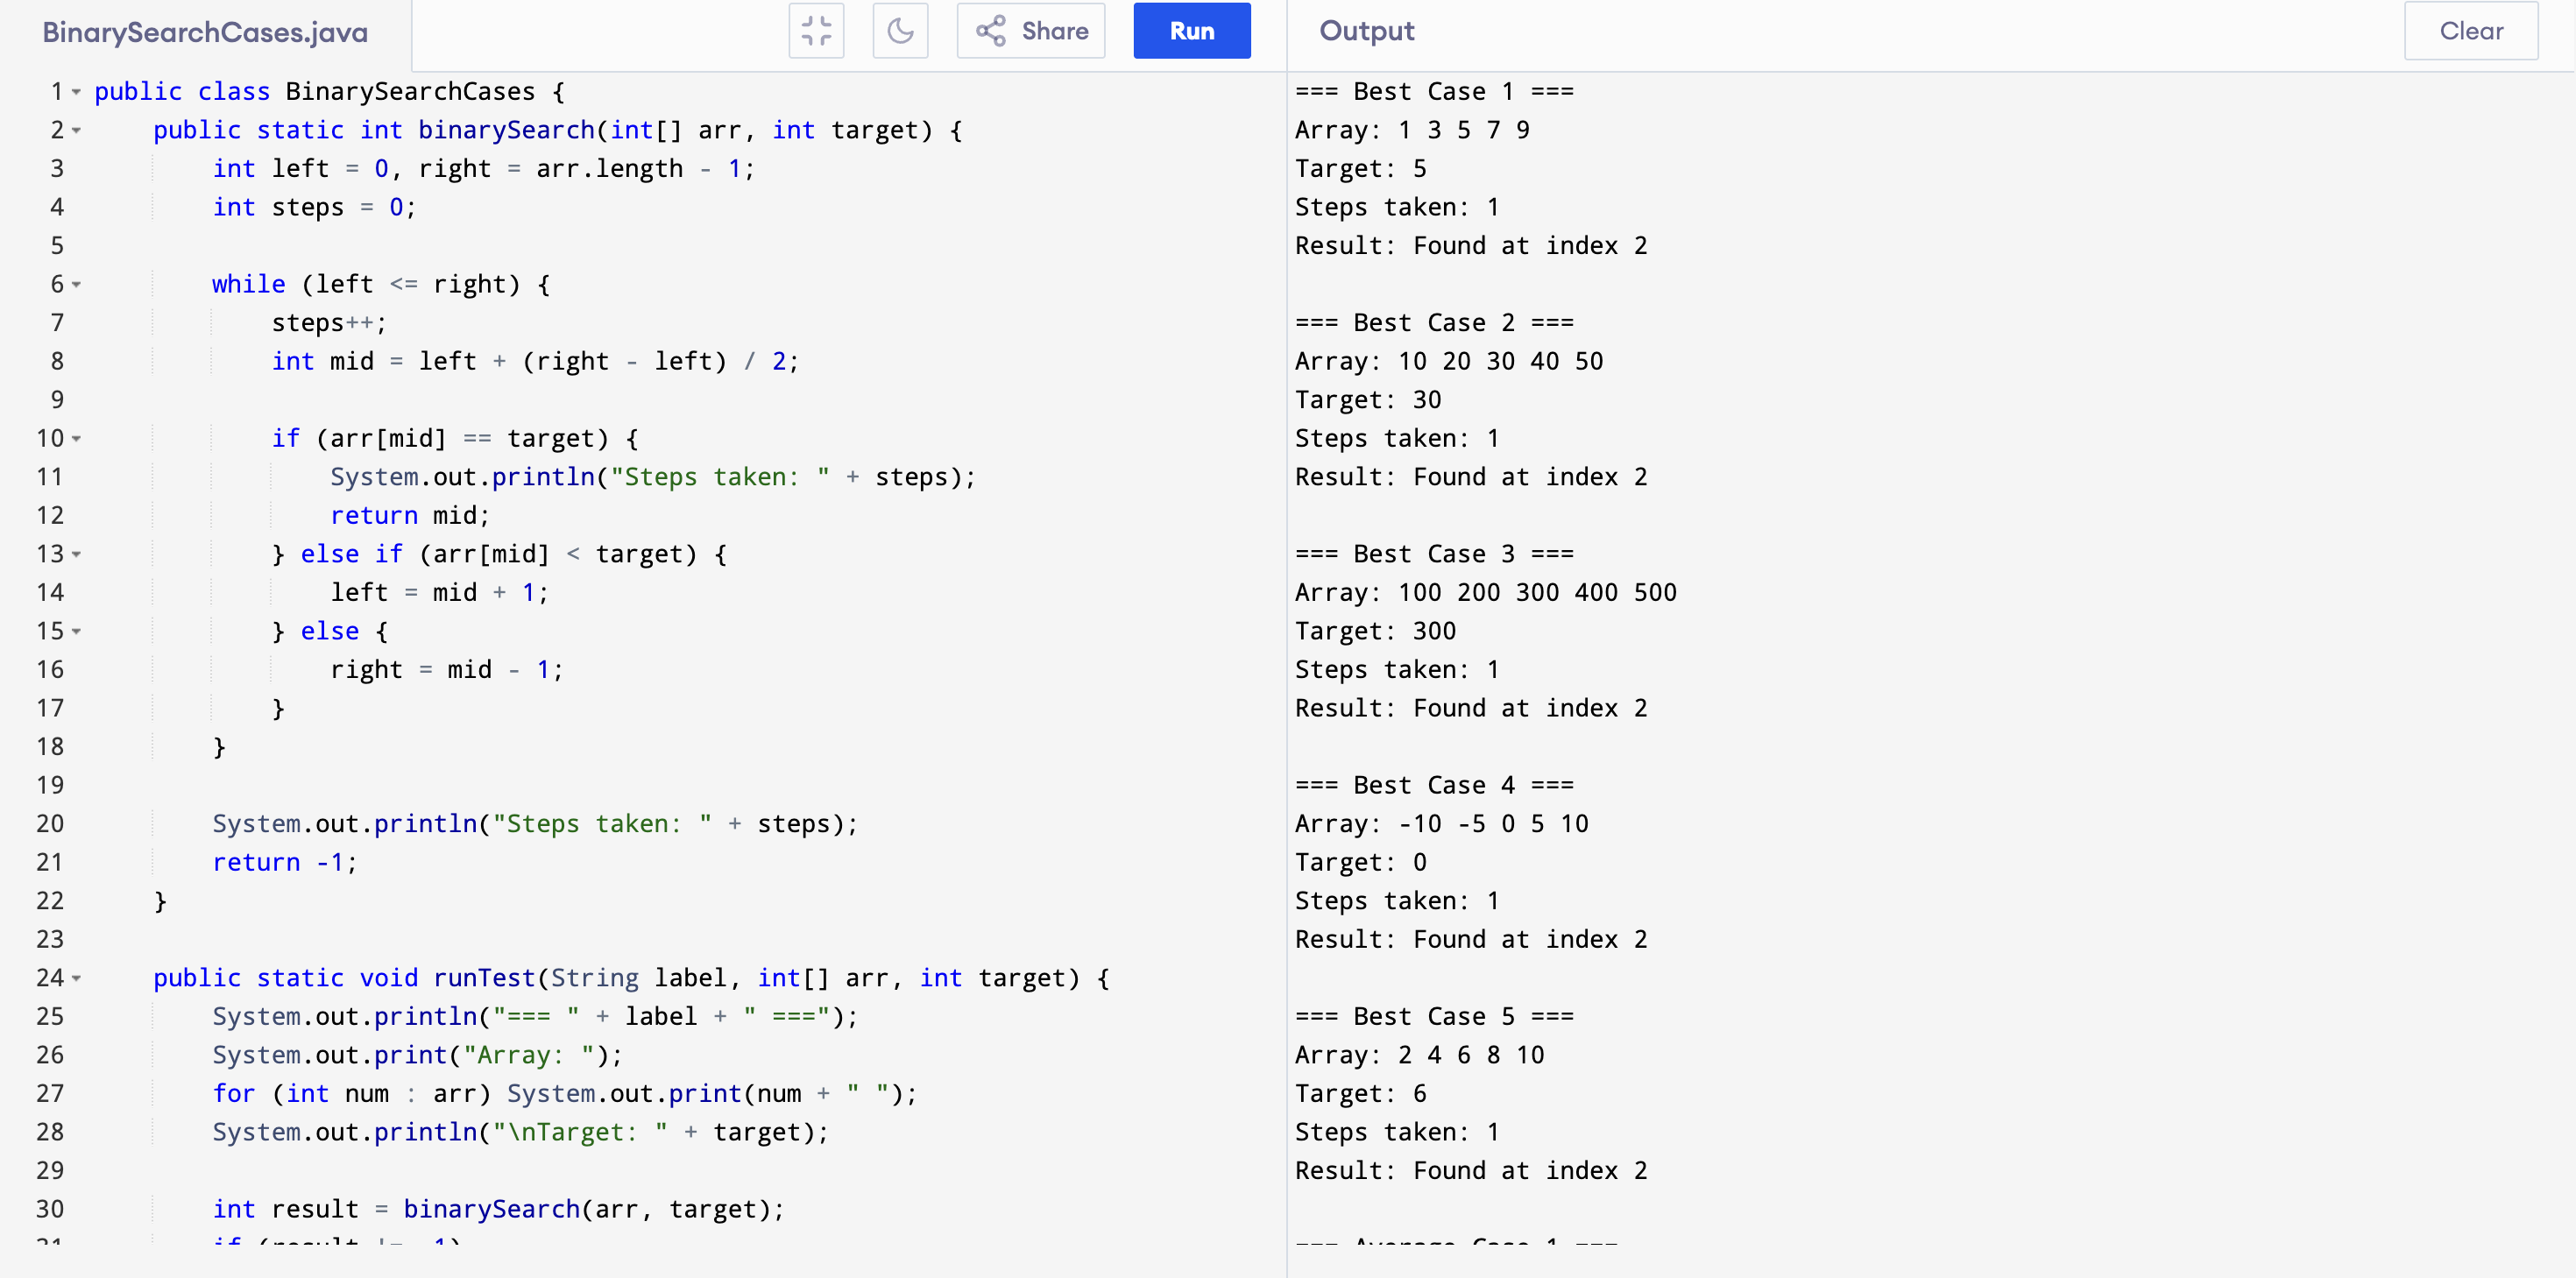 BinarySearchCases.java Share Run
1 public class BinarySearchCases {
2 public static int binarySearch(int[] arr, int target) {
3 int left = 0, right = arr.length - 1;
4 int steps = 0;
5
6 while (left <= right) {
7 steps++;
8 int mid = left + (right - left) / 2;
9
10 if (arr[mid] == target) {
11 System.out.println("Steps taken: " + steps);
12 return mid;
13 } else if (arr[mid] < target) {
14 left = mid + 1;
15 } else {
16 right = mid - 1;
17 }
18 }
19
20 System.out.println("Steps taken: " + steps);
21 return -1;
22 }
23
24 public static void runTest(String label, int[] arr, int target) {
25 System.out.println("=== " + label + " ===");
26 System.out.print("Array: ");
27 for (int num : arr) System.out.print(num + " ");
28 System.out.println("\nTarget: " + target);
29
30 int result = binarySearch(arr, target);
31 if (result != -1)
Output Clear
=== Best Case 1 ===
Array: 1 3 5 7 9
Target: 5
Steps taken: 1
Result: Found at index 2
=== Best Case 2 ===
Array: 10 20 30 40 50
Target: 30
Steps taken: 1
Result: Found at index 2
=== Best Case 3 ===
Array: 100 200 300 400 500
Target: 300
Steps taken: 1
Result: Found at index 2
=== Best Case 4 ===
Array: -10 -5 0 5 10
Target: 0
Steps taken: 1
Result: Found at index 2
=== Best Case 5 ===
Array: 2 4 6 8 10
Target: 6
Steps taken: 1
Result: Found at index 2
=== Average Case 1 ===